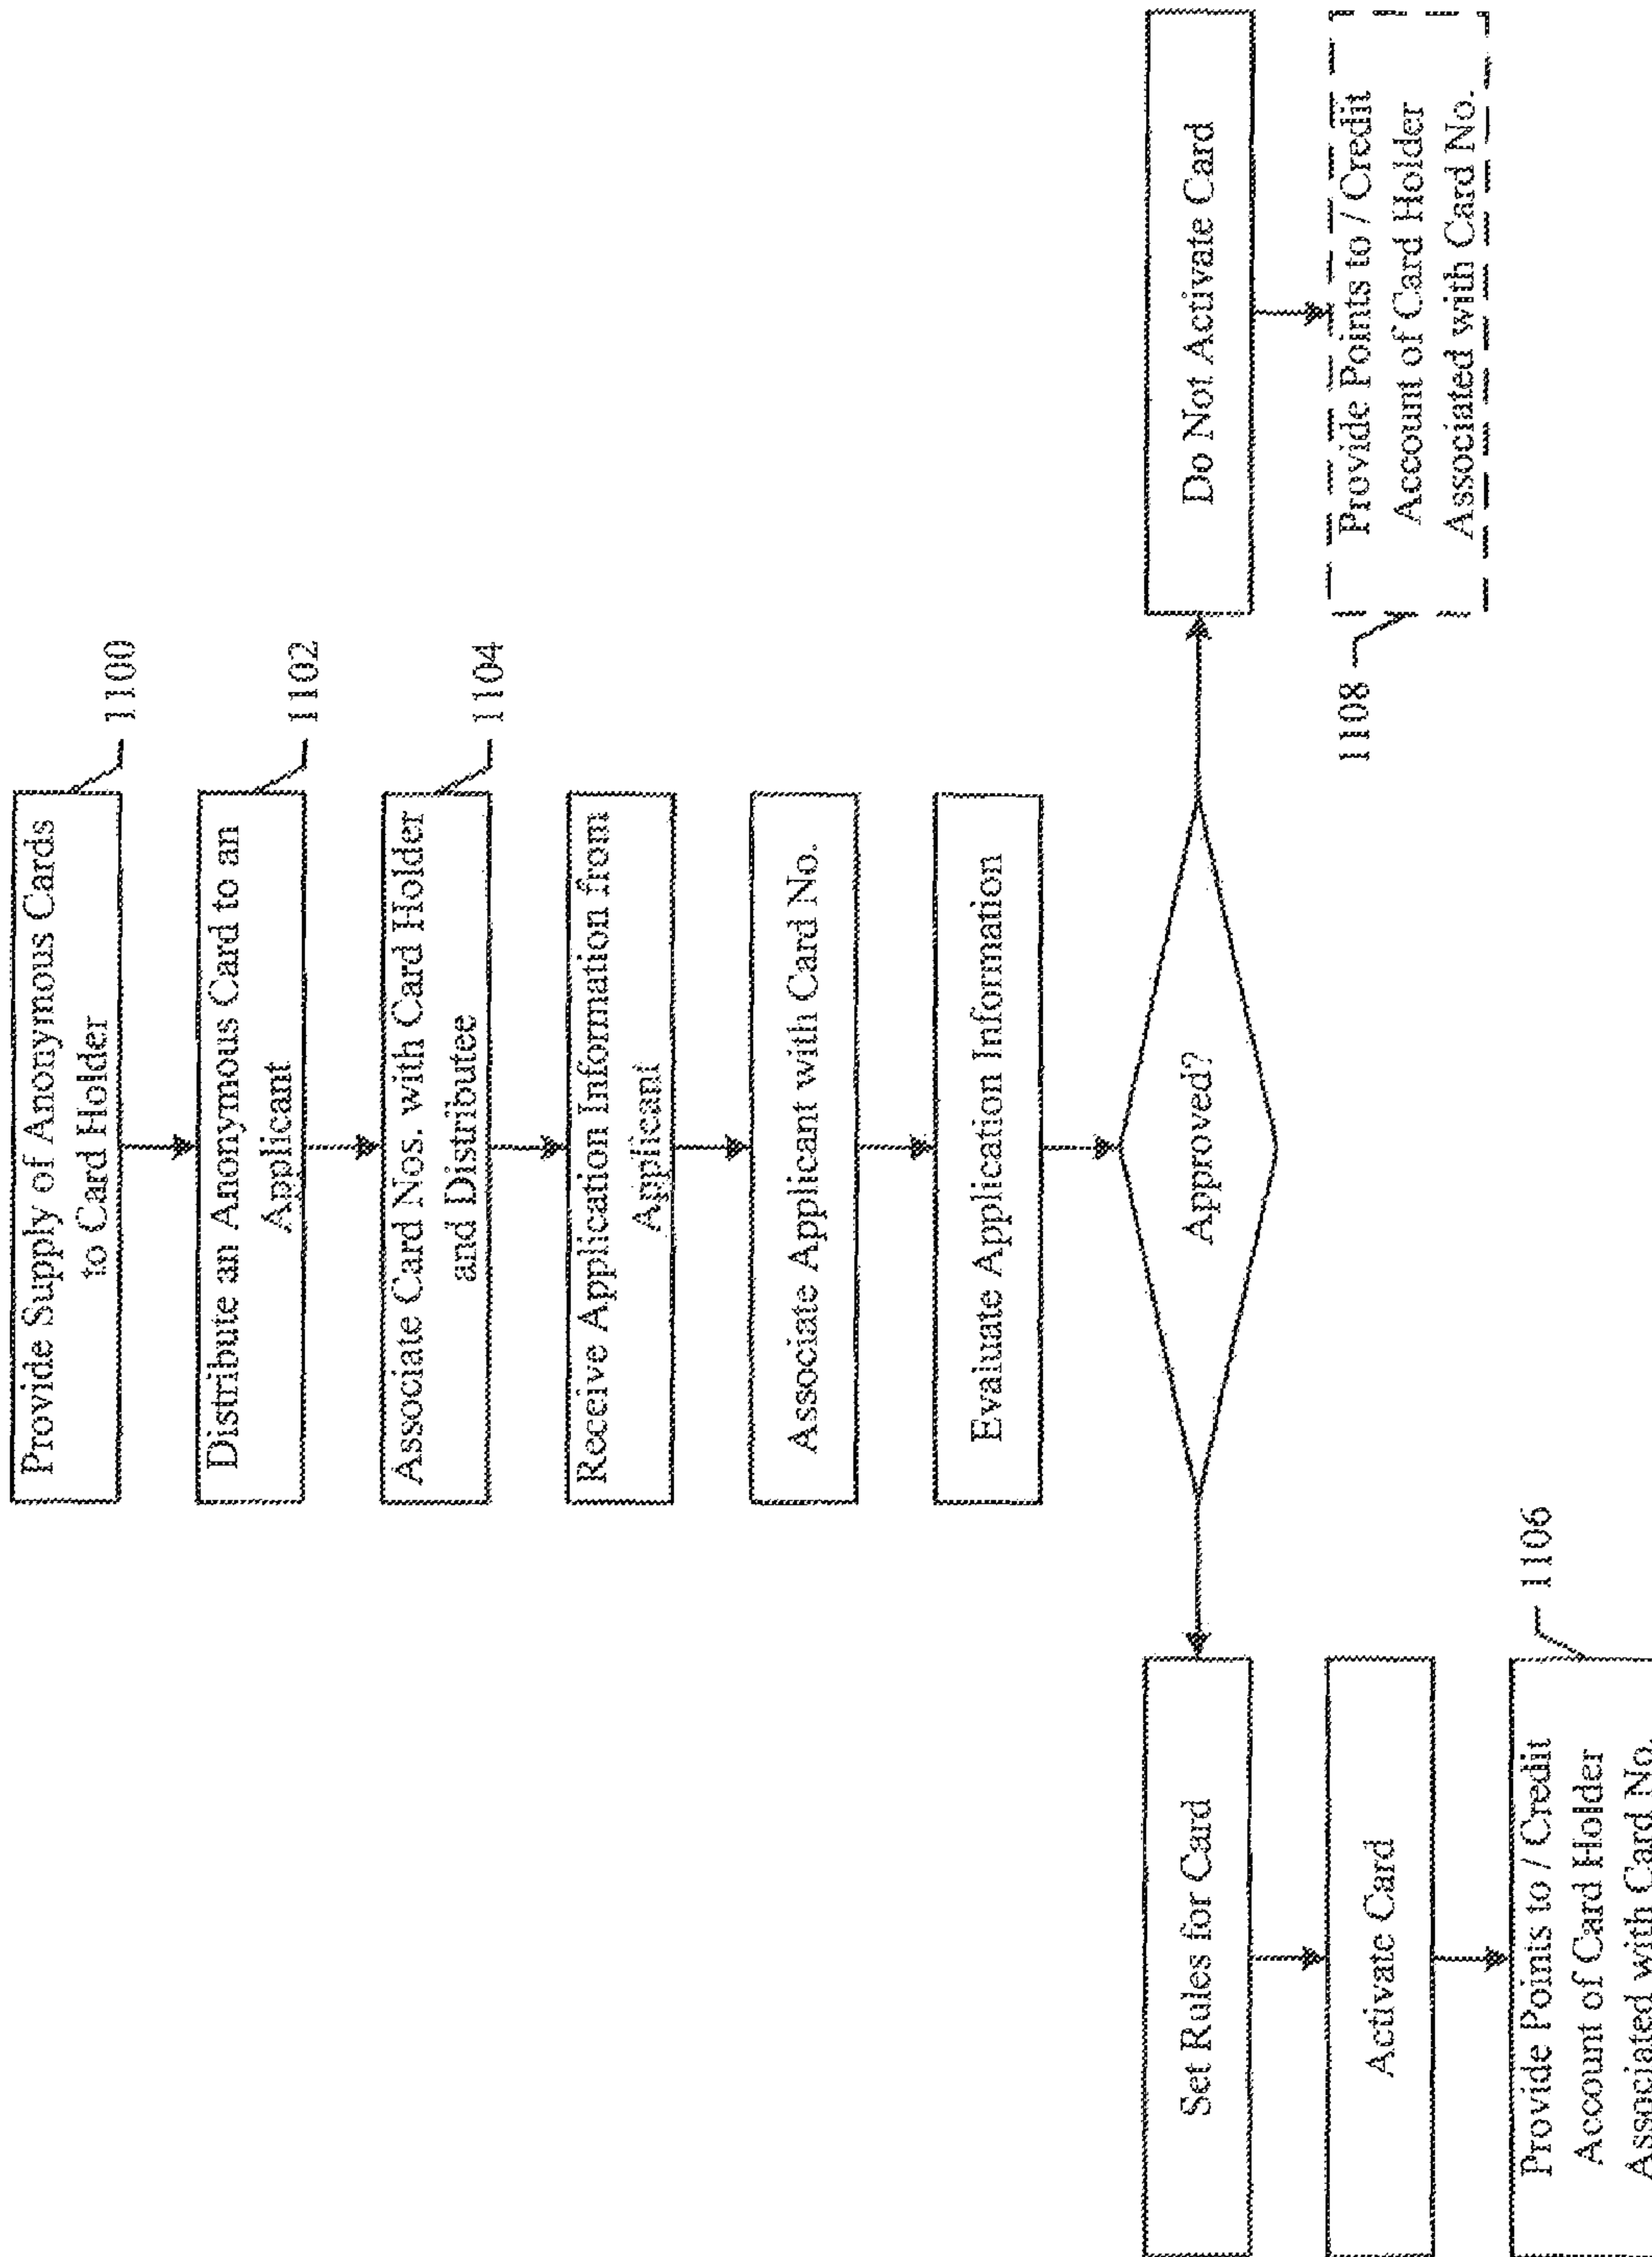 Provide Supply of Anonymous Cards
to Card Holder
1100
Distribute an Anonymous Card to an
Applicant
1102
Associate Card Nos. with Card Holder
and Distributee
1104
Receive Application Information from
Applicant
Associate Applicant with Card No.
Evaluate Application Information
Approved?
Set Rules for Card
Activate Card
Provide Points to / Credit
Account of Card Holder
Associated with Card No.
1106
Do Not Activate Card
Provide Points to / Credit
Account of Card Holder
Associated with Card No.
1108